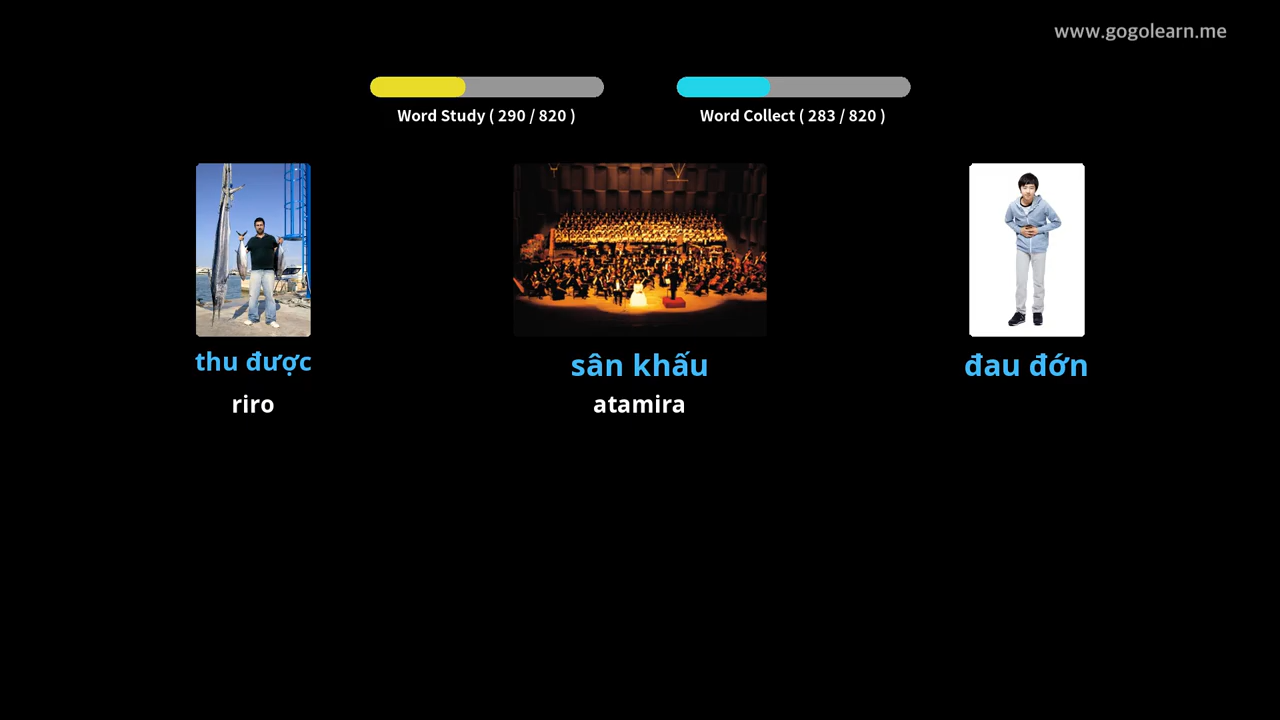 www.gogolearn.me
Word Study ( 290 / 820 )
Word Collect ( 283 / 820 )
thu được
sân khấu
đau đớn
riro
atamira